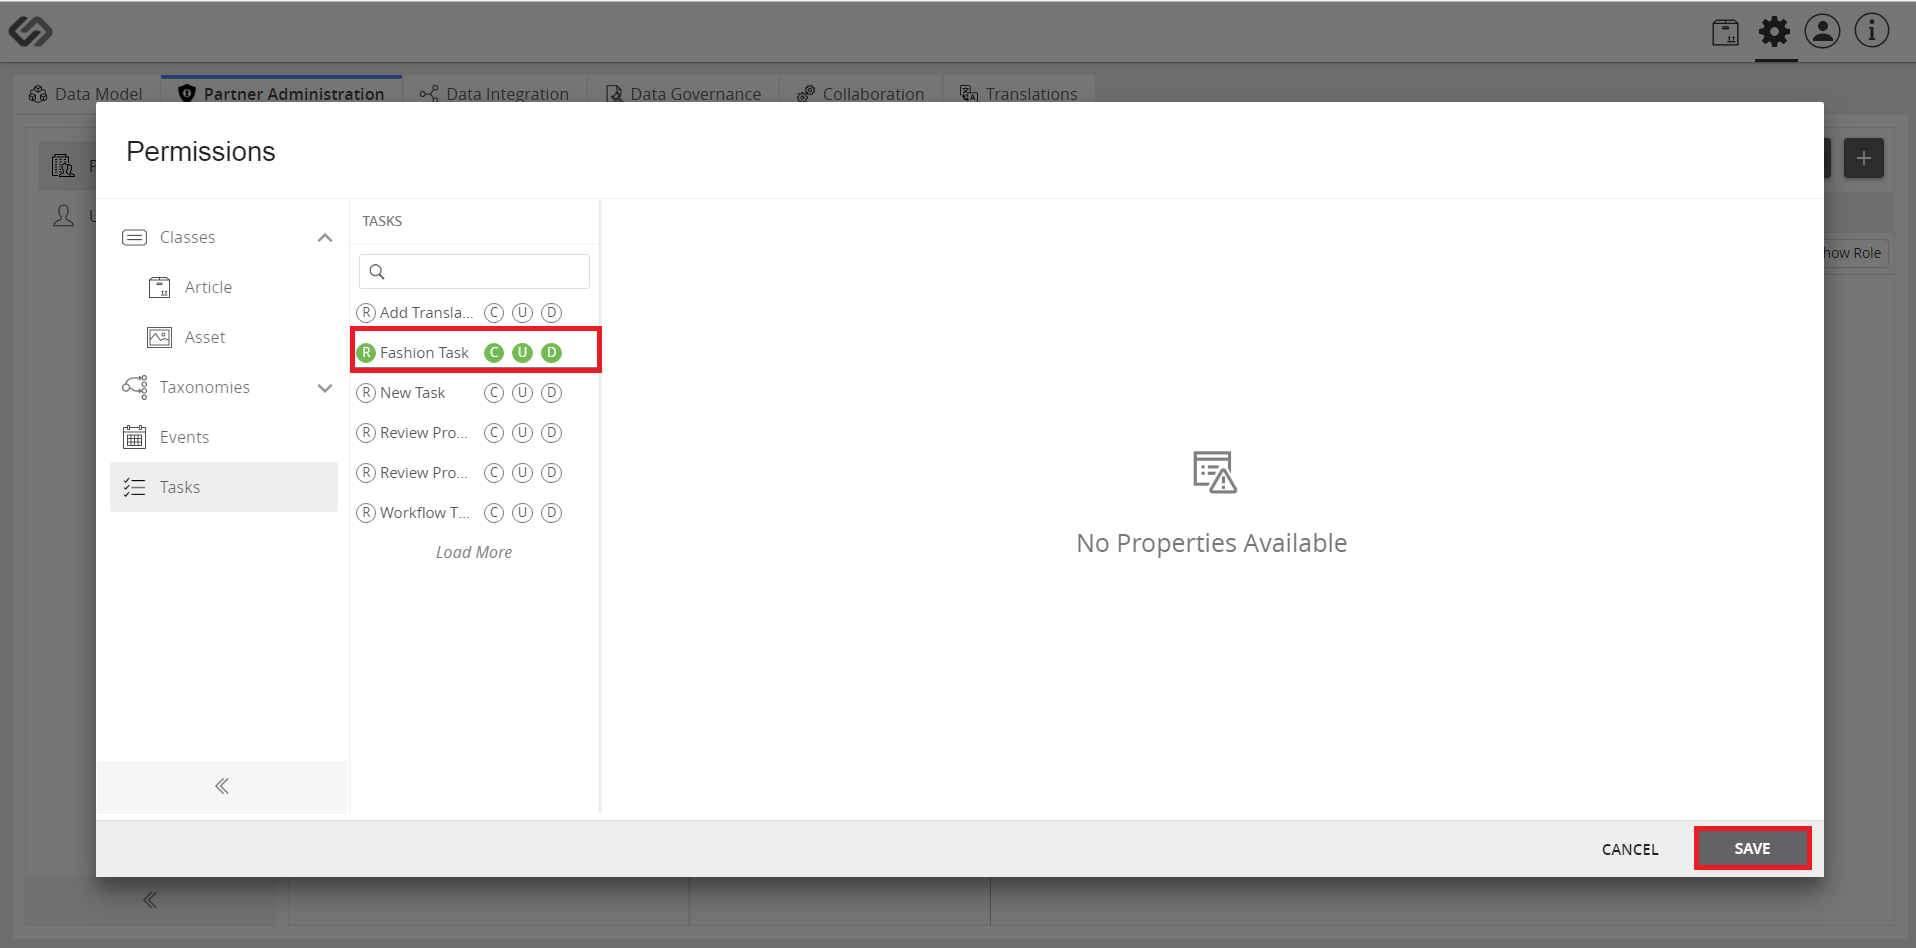 Data Model
Partner Administration
Data Integration
Data Governance
Collaboration
Translations
Permissions
Classes
Article
Asset
Taxonomies
Events
Tasks
TASKS
R Add Transla... C U D
R Fashion Task C U D
R New Task C U D
R Review Pro... C U D
R Review Pro... C U D
R Workflow T... C U D
Load More
No Properties Available
how Role
CANCEL
SAVE